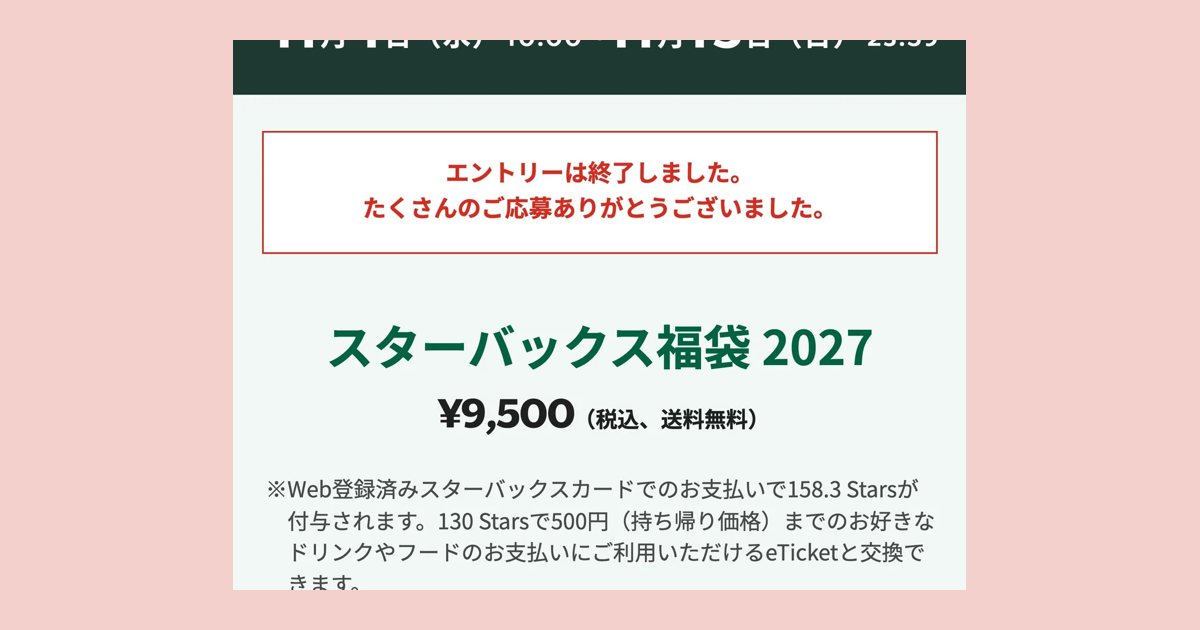 エントリーは終了しました。
たくさんのご応募ありがとうございました。
スターバックス福袋 2027
¥9,500（税込、送料無料）
※Web登録済みスターバックスカードでのお支払いで158.3 Starsが
付与されます。130 Starsで500円（持ち帰り価格）までのお好きな
ドリンクやフードのお支払いにご利用いただけるeTicketと交換で
きます。